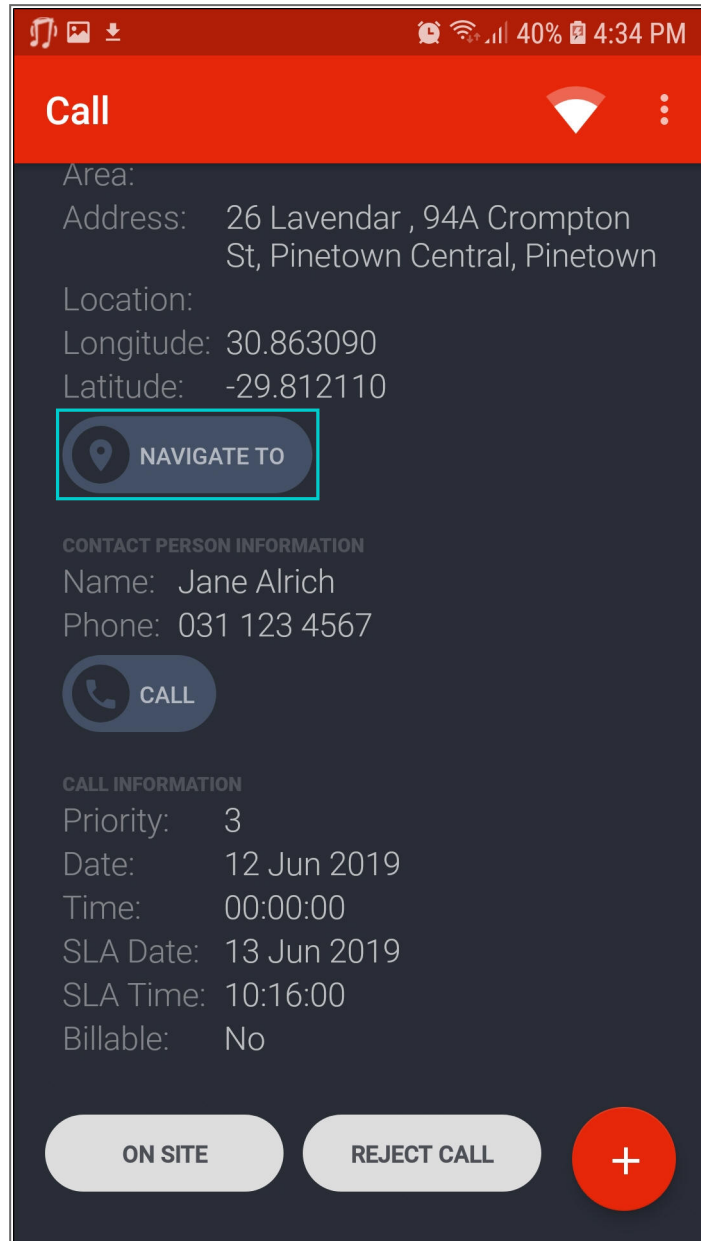 40% 4:34 PM
Call
Area:
Address: 26 Lavendar , 94A Crompton
St, Pinetown Central, Pinetown
Location:
Longitude: 30.863090
Latitude: -29.812110
NAVIGATE TO
CONTACT PERSON INFORMATION
Name: Jane Alrich
Phone: 031 123 4567
CALL
CALL INFORMATION
Priority: 3
Date: 12 Jun 2019
Time: 00:00:00
SLA Date: 13 Jun 2019
SLA Time: 10:16:00
Billable: No
ON SITE REJECT CALL +